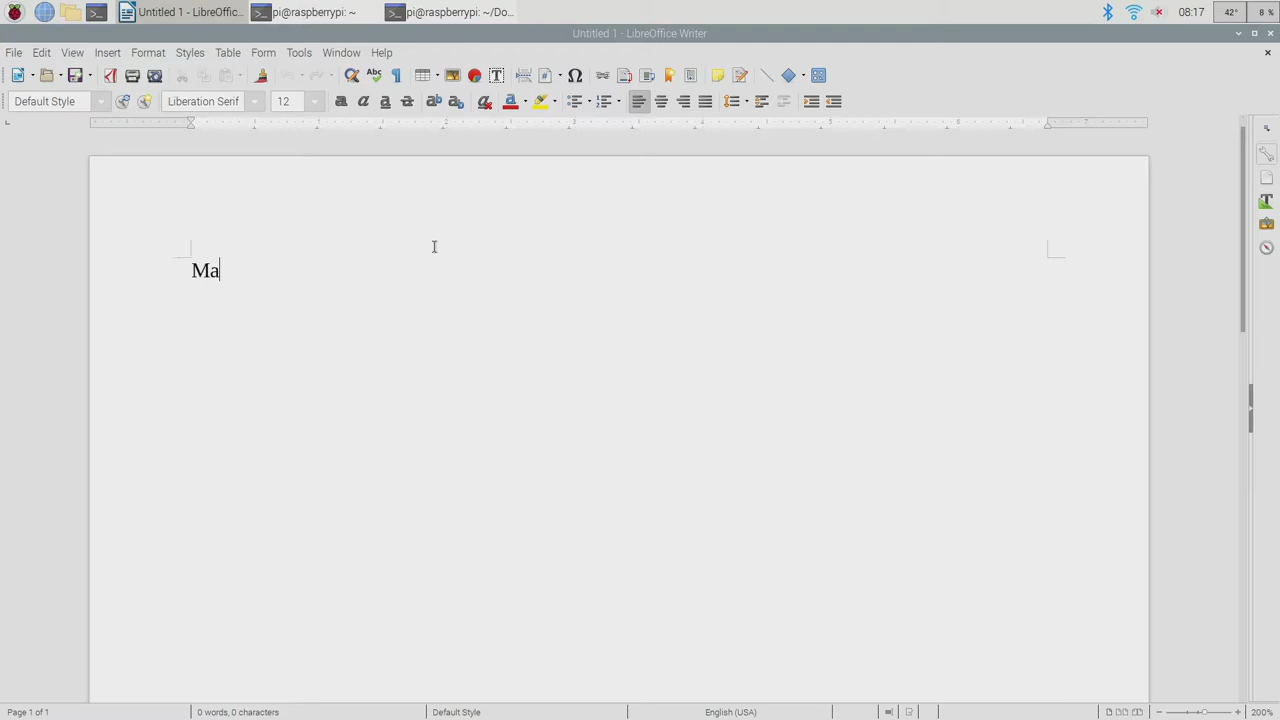 Untitled 1 - LibreOffic...
pi@raspberrypi: ~
pi@raspberrypi: ~/Do...
08:17
42°
8 %
Untitled 1 - LibreOffice Writer
File Edit View Insert Format Styles Table Form Tools Window Help
Default Style
Liberation Serif
12
Ma
Page 1 of 1
0 words, 0 characters
Default Style
English (USA)
200%